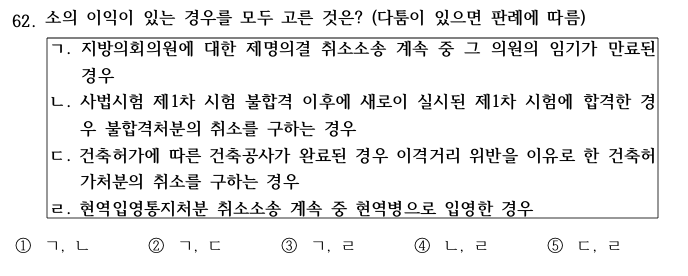 62. 소의 이익이 있는 경우를 모두 고른 것은? (다툼이 있으면 판례에 따름)
ㄱ. 지방의회의원에 대한 제명의결 취소소송 계속 중 그 의원의 임기가 만료된
경우
ㄴ. 사법시험 제1차 시험 불합격 이후에 새로이 실시된 제1차 시험에 합격한 경
우 불합격처분의 취소를 구하는 경우
ㄷ. 건축허가에 따른 건축공사가 완료된 경우 이격거리 위반을 이유로 한 건축허
가처분의 취소를 구하는 경우
ㄹ. 현역입영통지처분 취소소송 계속 중 현역병으로 입영한 경우
① ㄱ, ㄴ ② ㄱ, ㄷ ③ ㄱ, ㄹ ④ ㄴ, ㄹ ⑤ ㄷ, ㄹ